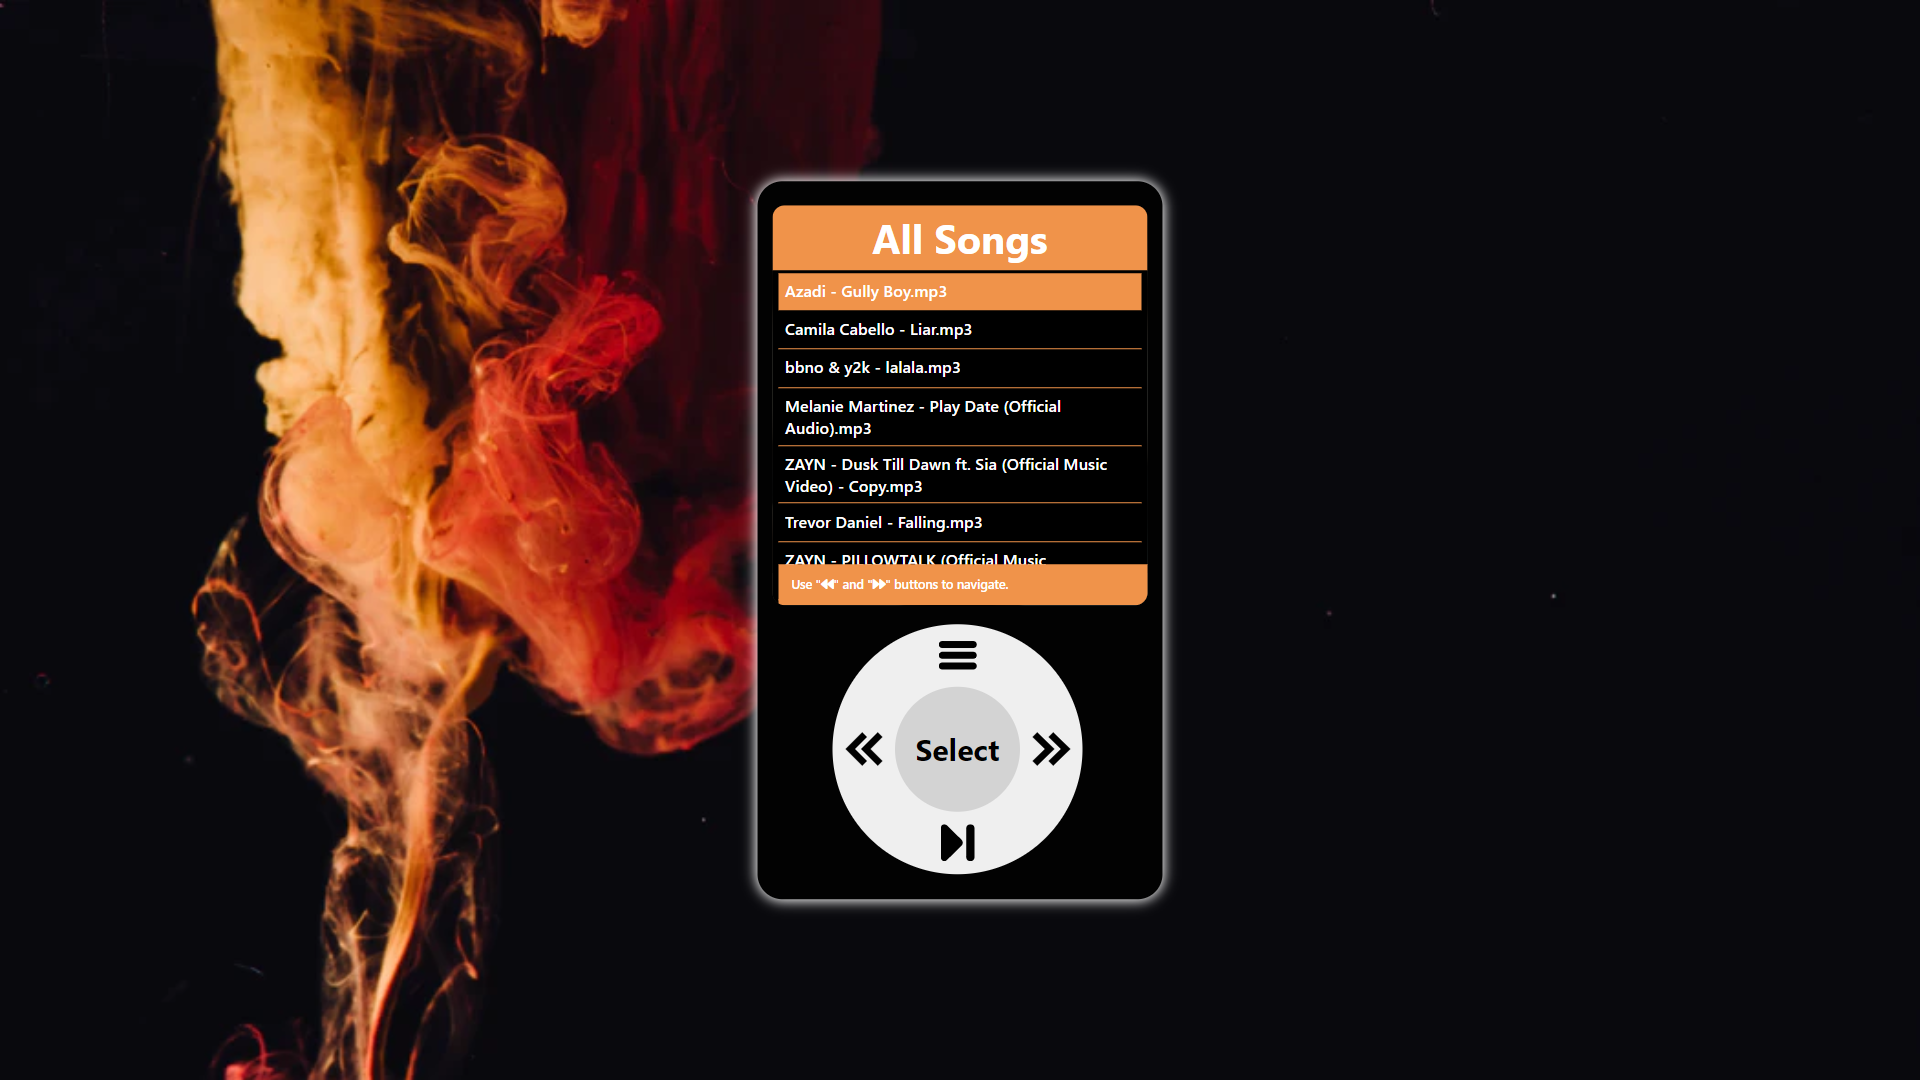 All Songs
Azadi - Gully Boy.mp3
Camila Cabello - Liar.mp3
bbno & y2k - lalala.mp3
Melanie Martinez - Play Date (Official
Audio).mp3
ZAYN - Dusk Till Dawn ft. Sia (Official Music
Video) - Copy.mp3
Trevor Daniel - Falling.mp3
ZAYN - PILLOWTALK (Official Music
Use "⏪" and "⏩" buttons to navigate.
Select